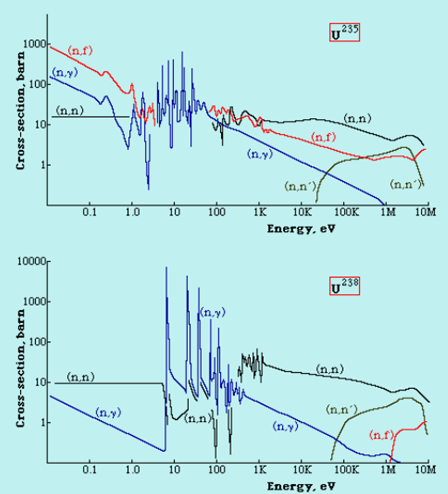 U235
Cross-section, barn
1000
100
10
1
(n,f)
(n,γ)
(n,n)
(n,n)
(n,f)
(n,γ)
(n,n´)
0.1 1.0 10 100 1K 10K 100K 1M 10M
Energy, eV
U238
Cross-section, barn
10000
1000
100
10
1
(n,γ)
(n,n)
(n,n)
(n,γ)
(n,n)
(n,n´)
(n,f)
0.1 1.0 10 100 1K 10K 100K 1M 10M
Energy, eV